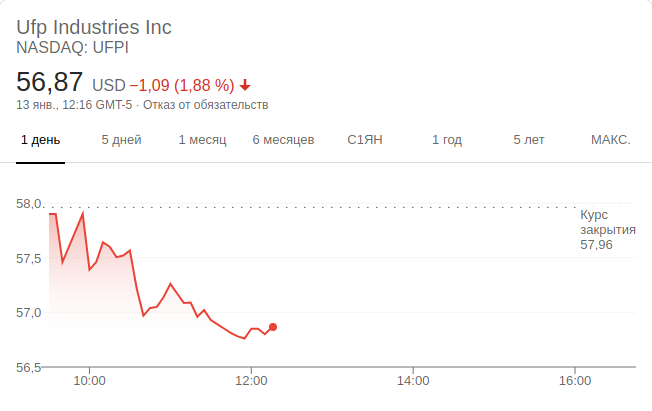 Ufp Industries Inc
NASDAQ: UFPI
56,87 USD −1,09 (1,88 %)
13 янв., 12:16 GMT-5 · Отказ от обязательств
1 день 5 дней 1 месяц 6 месяцев С1ЯН 1 год 5 лет МАКС.
58,0
Курс
закрытия
57,96
57,5
57,0
56,5
10:00 12:00 14:00 16:00